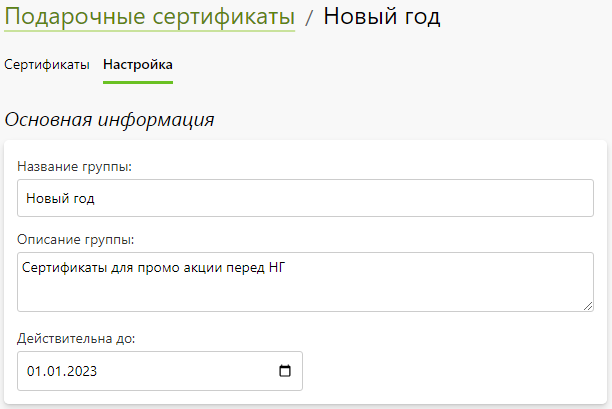 Подарочные сертификаты / Новый год
Сертификаты Настройка
Основная информация
Название группы:
Новый год
Описание группы:
Сертификаты для промо акции перед НГ
Действительна до:
01.01.2023